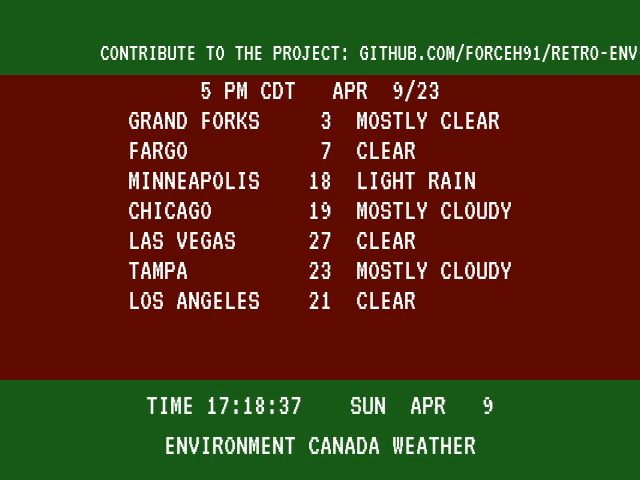 CONTRIBUTE TO THE PROJECT: GITHUB.COM/FORCEH91/RETRO-ENV
5 PM CDT   APR  9/23
GRAND FORKS     3  MOSTLY CLEAR
FARGO           7  CLEAR
MINNEAPOLIS    18  LIGHT RAIN
CHICAGO        19  MOSTLY CLOUDY
LAS VEGAS      27  CLEAR
TAMPA          23  MOSTLY CLOUDY
LOS ANGELES    21  CLEAR
TIME 17:18:37    SUN  APR   9
ENVIRONMENT CANADA WEATHER